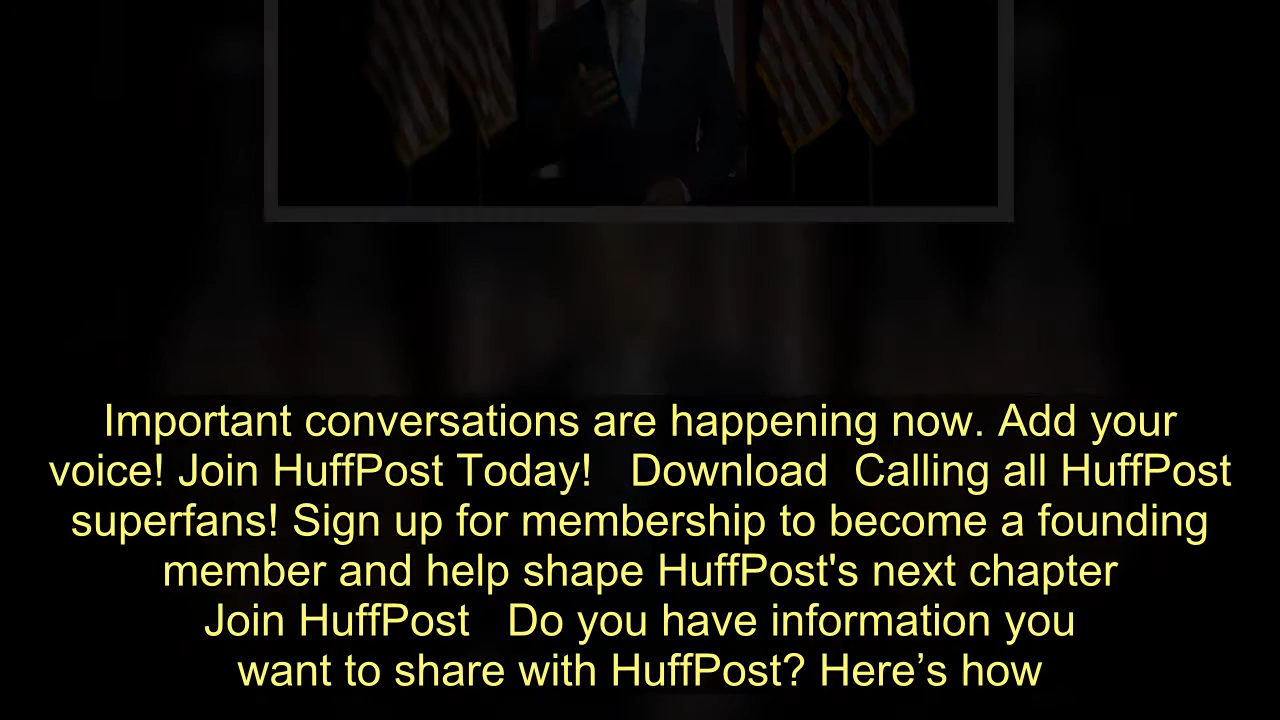 Important conversations are happening now. Add your
voice! Join HuffPost Today!   Download  Calling all HuffPost
superfans! Sign up for membership to become a founding
member and help shape HuffPost's next chapter
Join HuffPost   Do you have information you
want to share with HuffPost? Here’s how